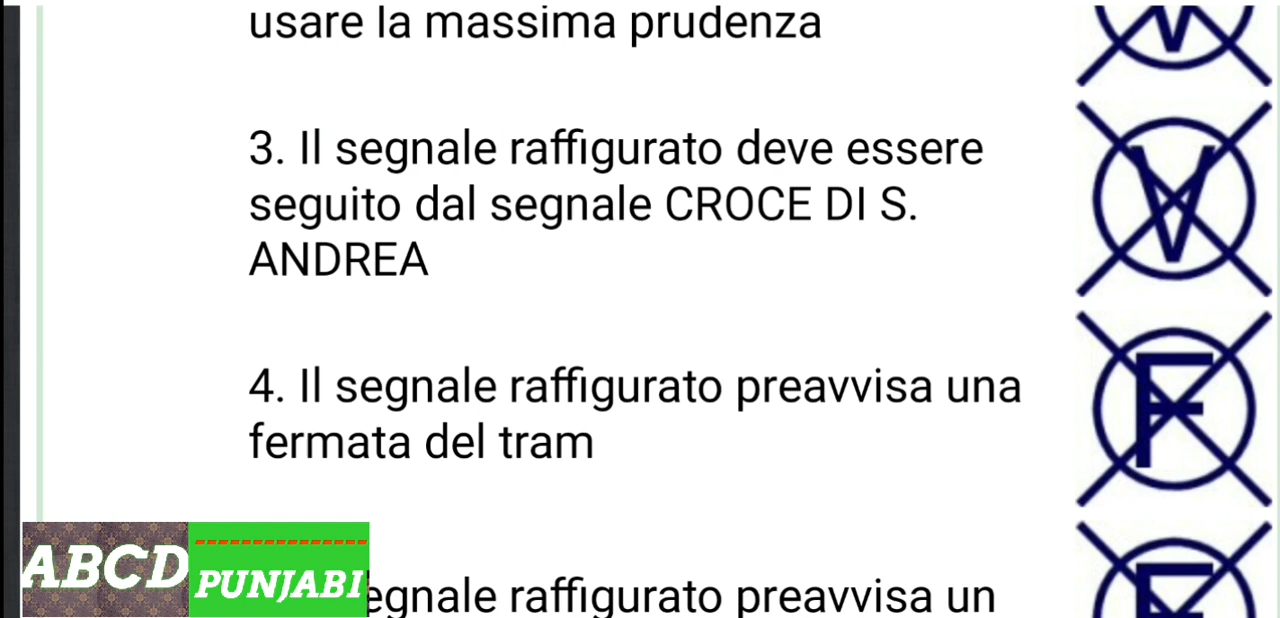 usare la massima prudenza
V
3. Il segnale raffigurato deve essere
seguito dal segnale CROCE DI S.
ANDREA
V
4. Il segnale raffigurato preavvisa una
fermata del tram
F
ABCD PUNJABI
egnale raffigurato preavvisa un
F